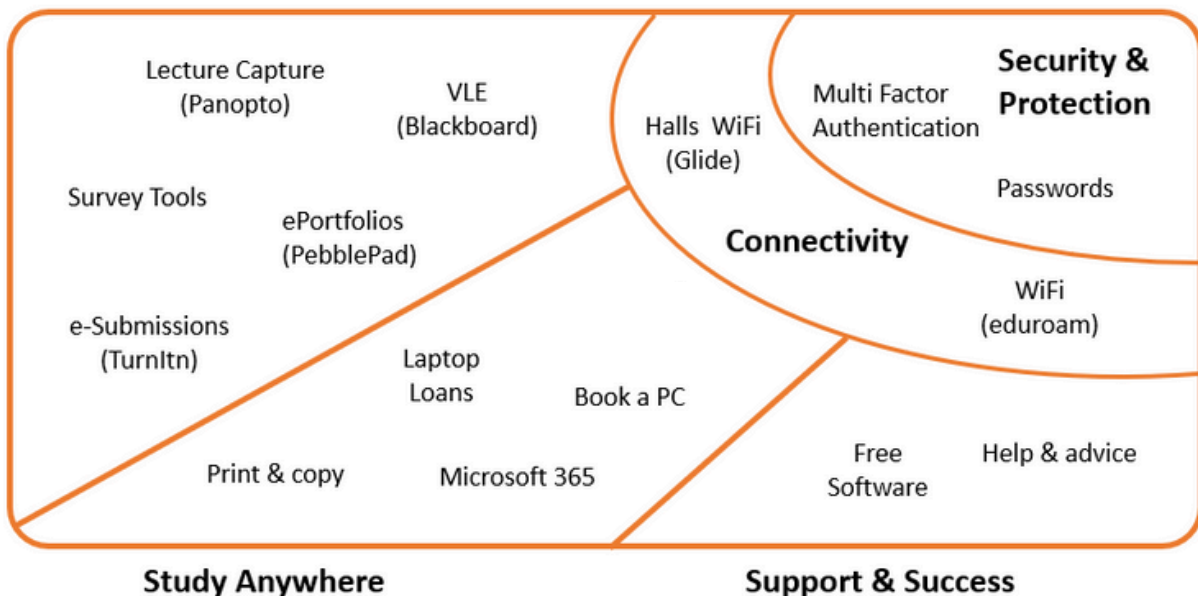 Lecture Capture
(Panopto)
VLE
(Blackboard)
Survey Tools
ePortfolios
(PebblePad)
e-Submissions
(TurnItn)
Halls WiFi
(Glide)
Connectivity
WiFi
(eduroam)
Security &
Protection
Multi Factor
Authentication
Passwords
Laptop
Loans
Book a PC
Print & copy
Microsoft 365
Free
Software
Help & advice
Study Anywhere
Support & Success